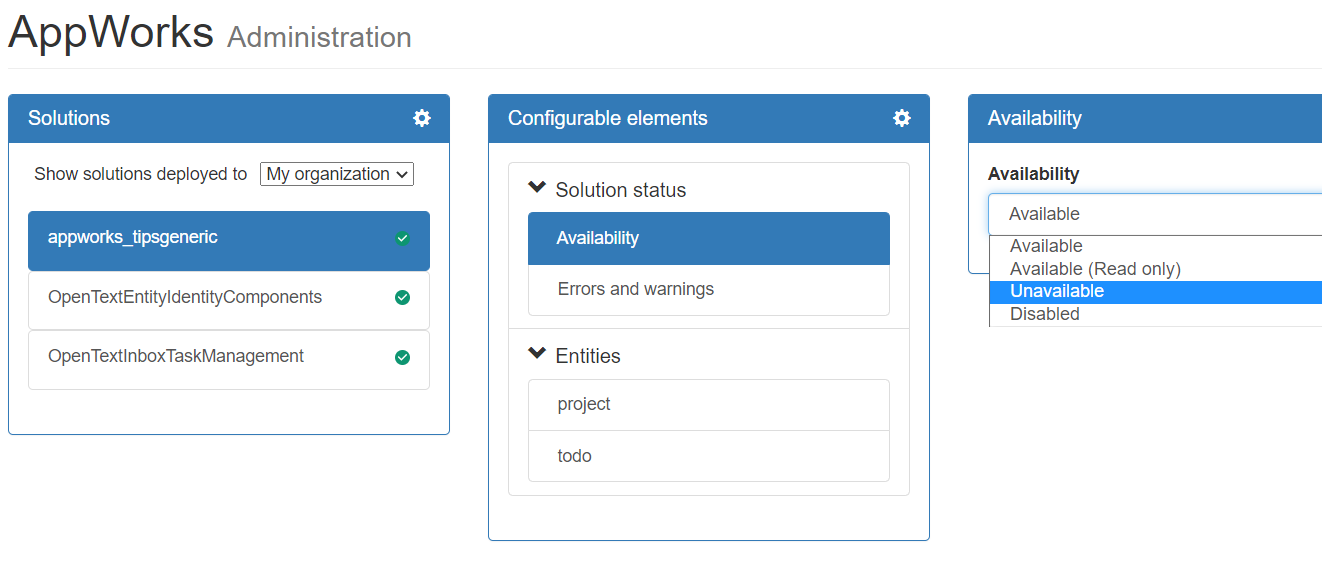 AppWorks Administration
Solutions
Show solutions deployed to My organization
appworks_tipsgeneric
OpenTextEntityIdentityComponents
OpenTextInboxTaskManagement
Configurable elements
Solution status
Availability
Errors and warnings
Entities
project
todo
Availability
Availability
Available
Available
Available (Read only)
Unavailable
Disabled